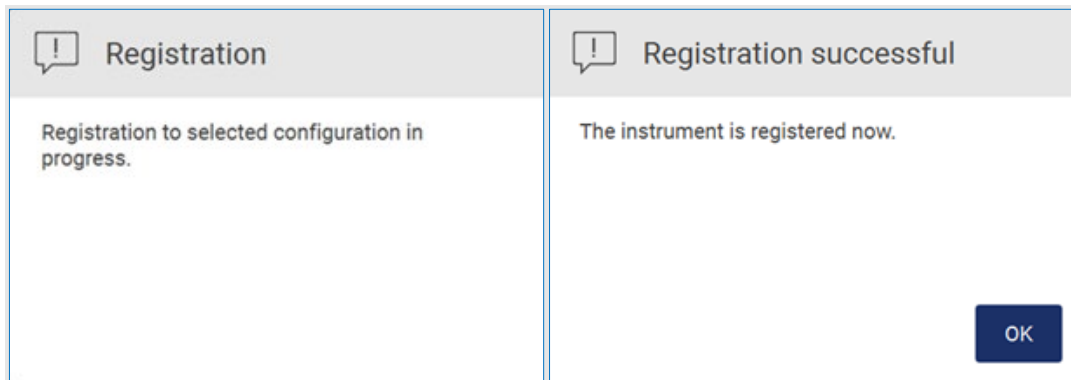 Registration
Registration to selected configuration in
progress.
Registration successful
The instrument is registered now.
OK